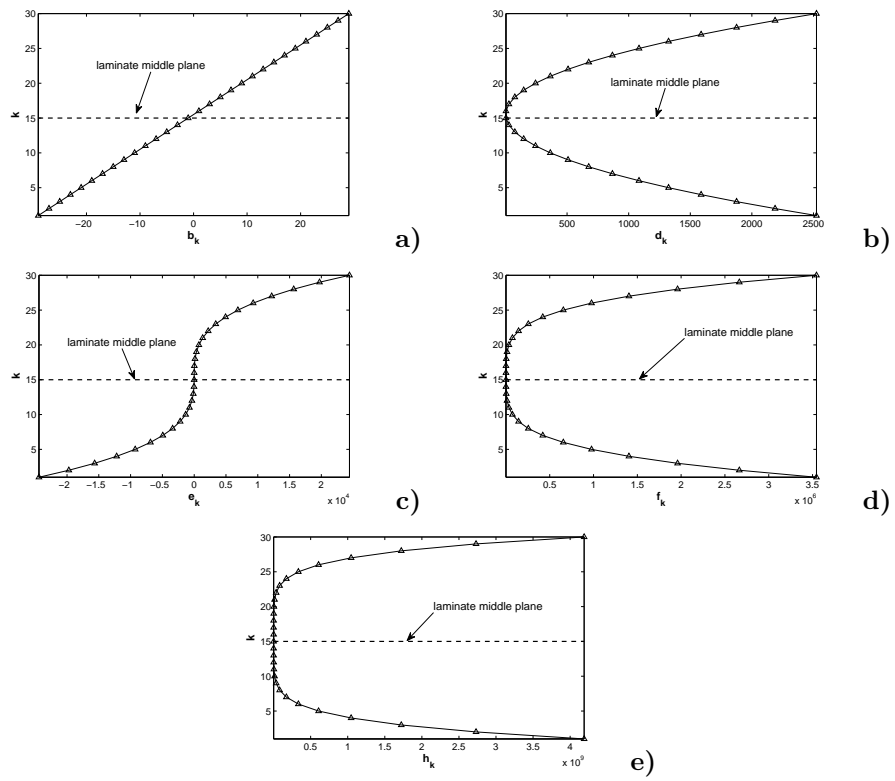 30
25
20
15
10
5
k
laminate middle plane
−20 −10 0 10 20
b_k
a)
30
25
20
15
10
5
k
laminate middle plane
500 1000 1500 2000 2500
d_k
b)
30
25
20
15
10
5
k
laminate middle plane
−2 −1.5 −1 −0.5 0 0.5 1 1.5 2
x 10^4
e_k
c)
30
25
20
15
10
5
k
laminate middle plane
0.5 1 1.5 2 2.5 3 3.5
x 10^6
f_k
d)
30
25
20
15
10
5
k
laminate middle plane
0.5 1 1.5 2 2.5 3 3.5 4
x 10^9
h_k
e)